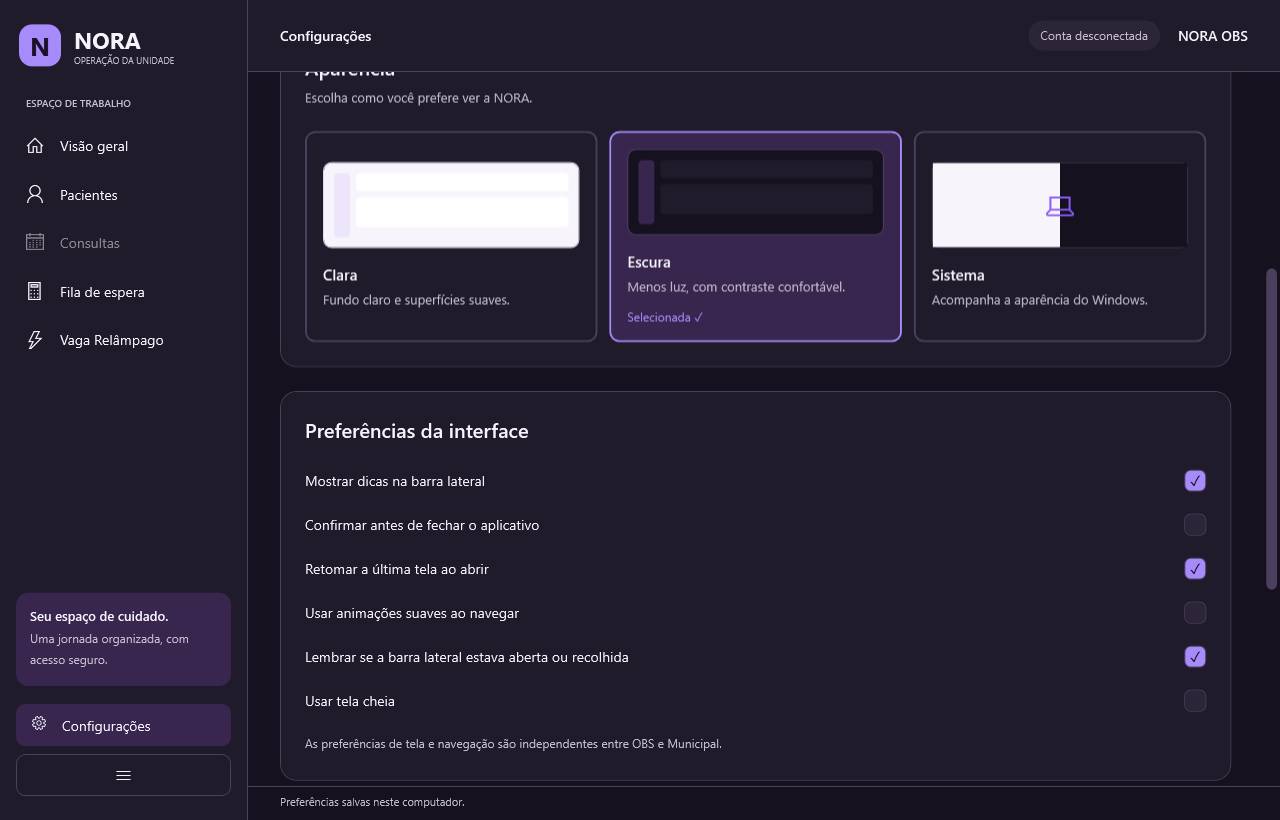 N
NORA
OPERAÇÃO DA UNIDADE
ESPAÇO DE TRABALHO
Visão geral
Pacientes
Consultas
Fila de espera
Vaga Relâmpago
Seu espaço de cuidado.
Uma jornada organizada, com
acesso seguro.
Configurações
Configurações
Conta desconectada
NORA OBS
Aparência
Escolha como você prefere ver a NORA.
Clara
Fundo claro e superfícies suaves.
Escura
Menos luz, com contraste confortável.
Selecionada ✓
Sistema
Acompanha a aparência do Windows.
Preferências da interface
Mostrar dicas na barra lateral
Confirmar antes de fechar o aplicativo
Retomar a última tela ao abrir
Usar animações suaves ao navegar
Lembrar se a barra lateral estava aberta ou recolhida
Usar tela cheia
As preferências de tela e navegação são independentes entre OBS e Municipal.
Preferências salvas neste computador.